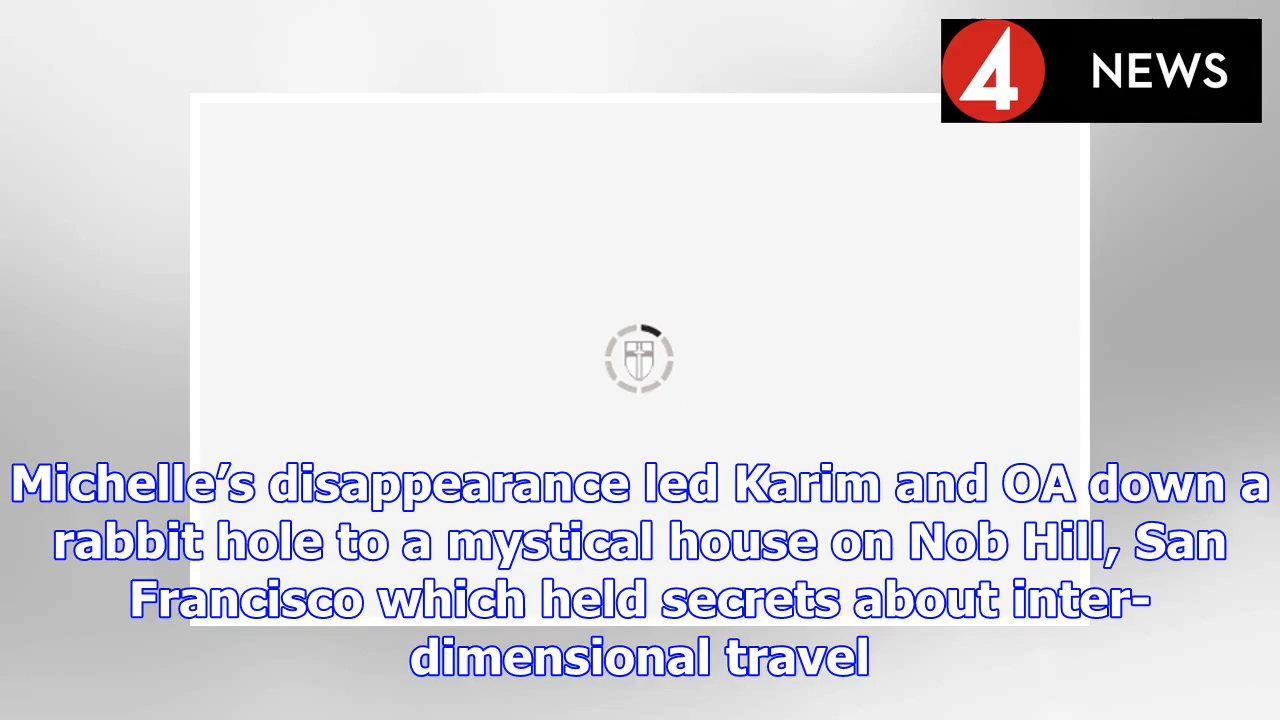 4 NEWS
Michelle’s disappearance led Karim and OA down a
rabbit hole to a mystical house on Nob Hill, San
Francisco which held secrets about inter-
dimensional travel